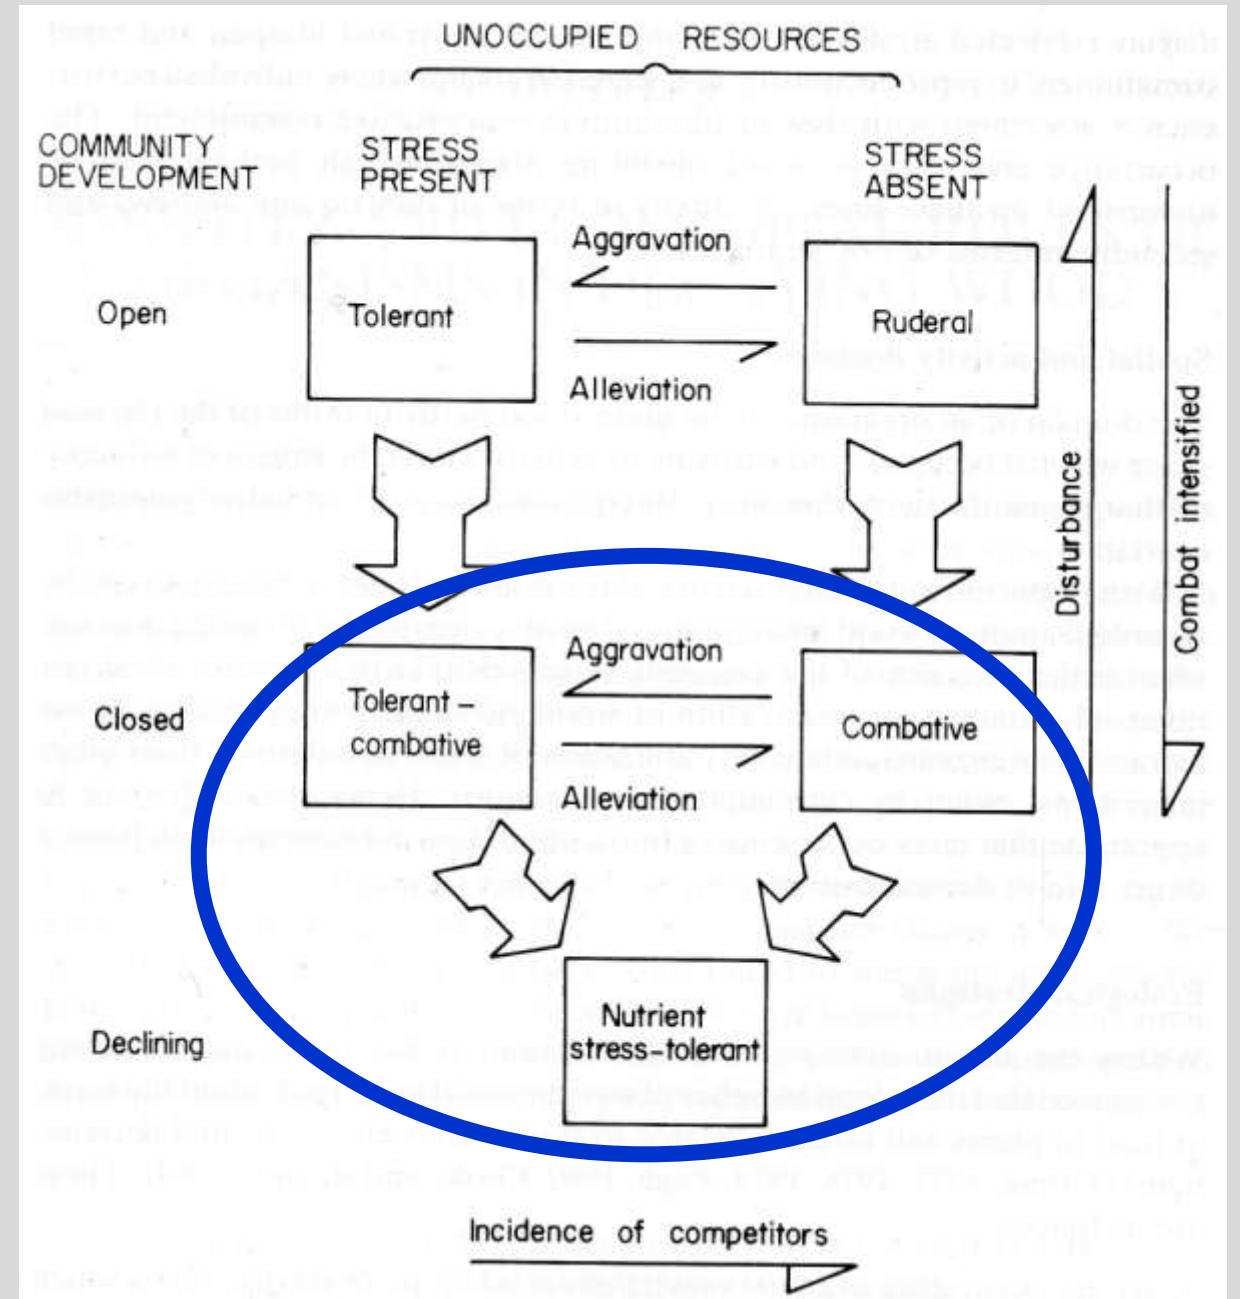 UNOCCUPIED RESOURCES
COMMUNITY
DEVELOPMENT
STRESS
PRESENT
STRESS
ABSENT
Open
Tolerant
Aggravation
Alleviation
Ruderal
Disturbance
Combat intensified
Closed
Tolerant –
combative
Aggravation
Alleviation
Combative
Declining
Nutrient
stress-tolerant
Incidence of competitors